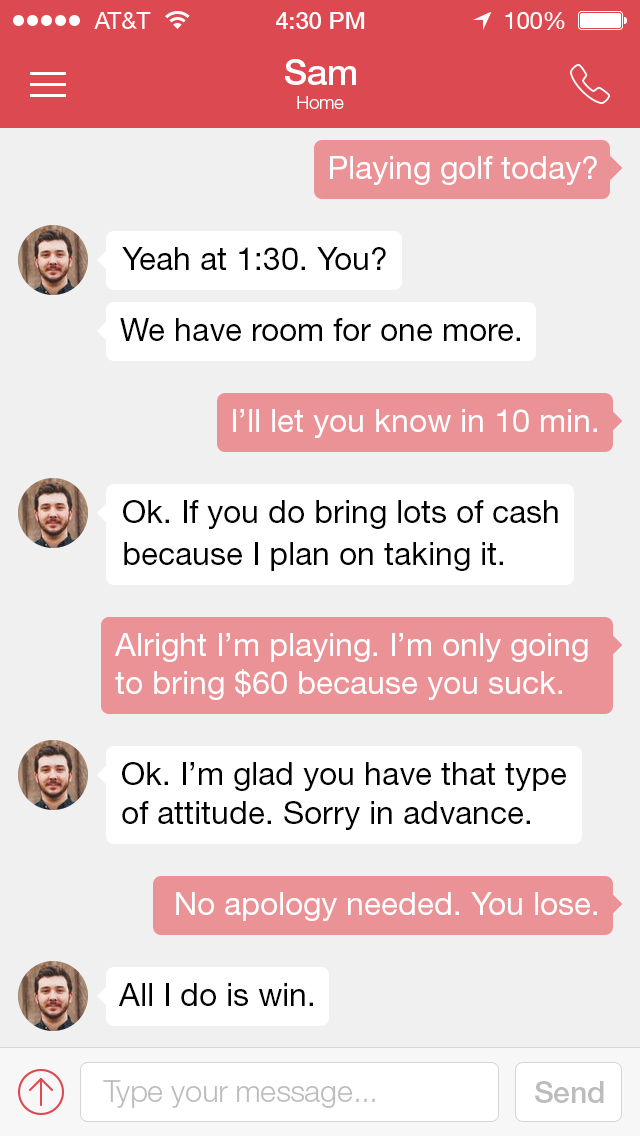 AT&T 4:30 PM 100%
Sam
Home
Playing golf today?
Yeah at 1:30. You?
We have room for one more.
I’ll let you know in 10 min.
Ok. If you do bring lots of cash
because I plan on taking it.
Alright I’m playing. I’m only going
to bring $60 because you suck.
Ok. I’m glad you have that type
of attitude. Sorry in advance.
No apology needed. You lose.
All I do is win.
Type your message... Send